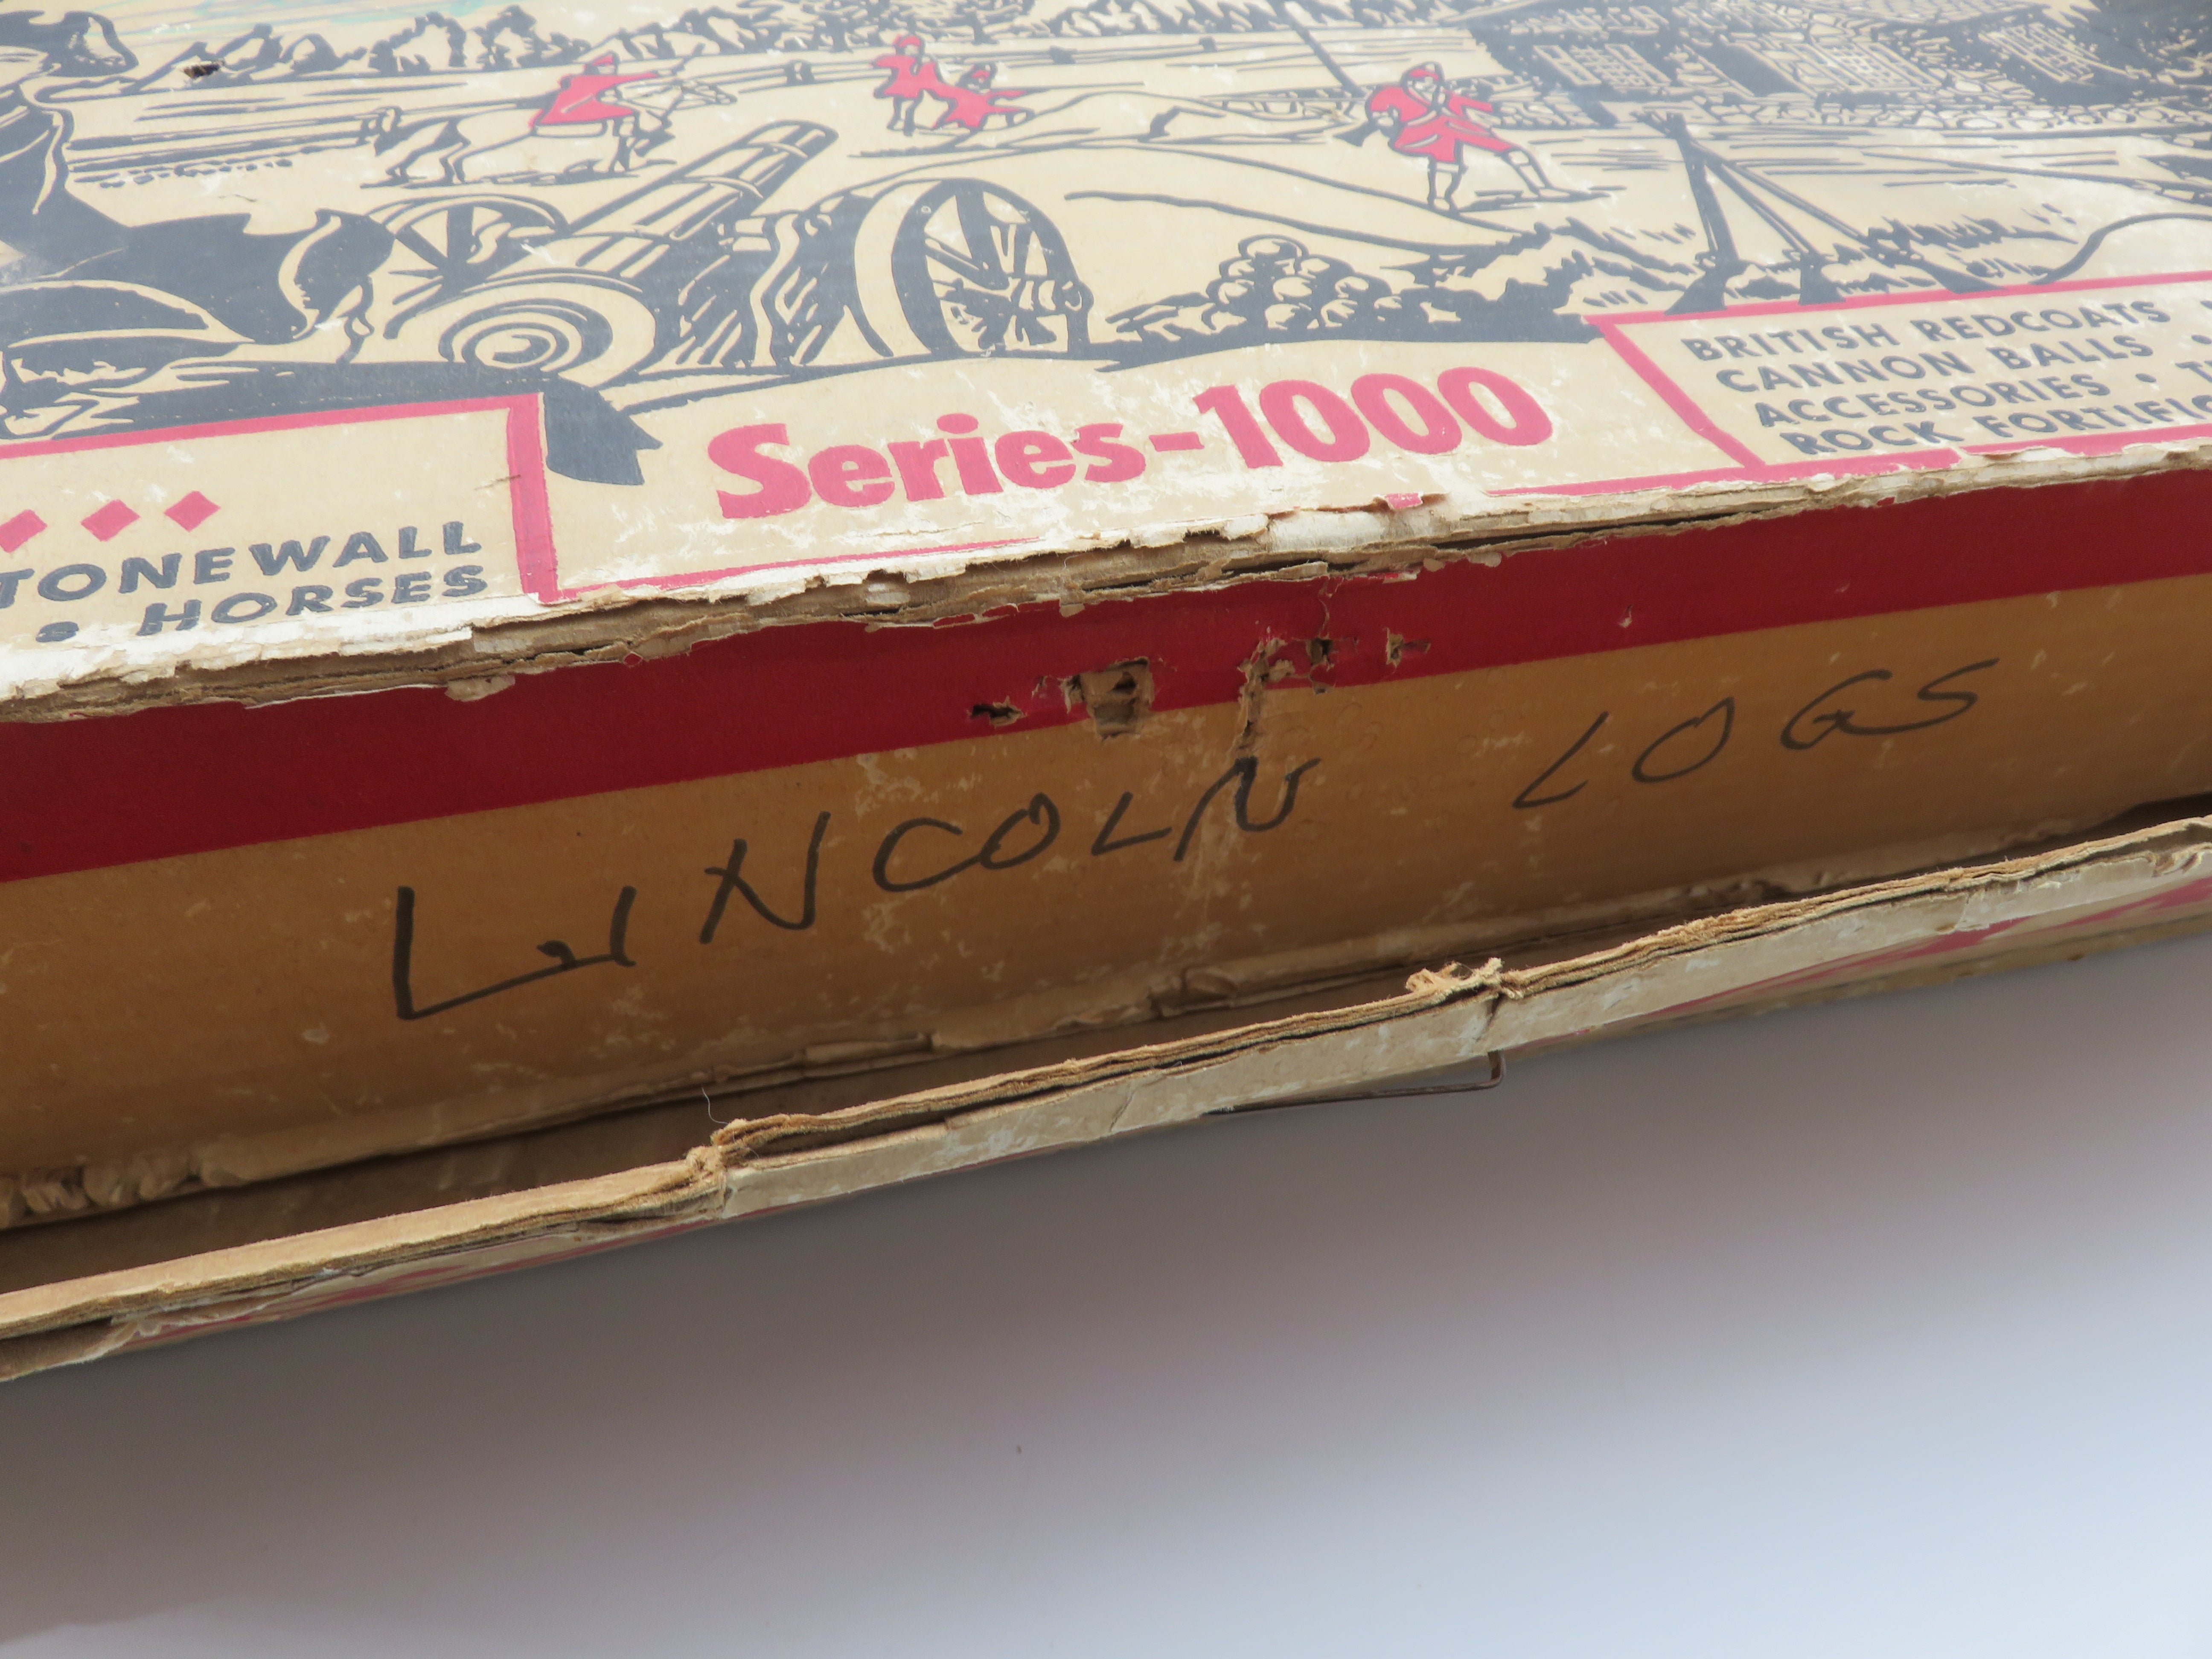 Series-1000
TONEWALL
• HORSES
BRITISH REDCOATS
CANNON BALLS •
ACCESSORIES •
ROCK
LINCOLN LOGS